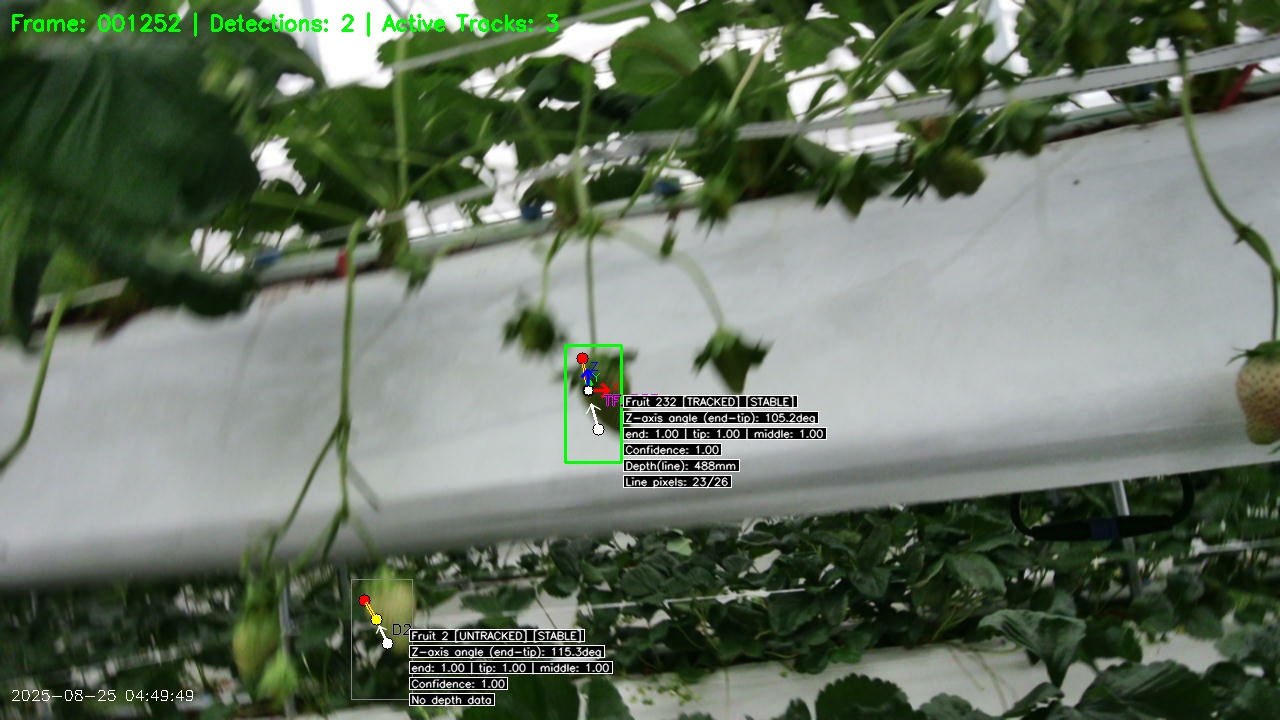 Frame: 001252 | Detections: 2 | Active Tracks: 3
Z
Fruit 232 [TRACKED] [STABLE]
Z-axis angle (end-tip): 105.2deg
end: 1.00 | tip: 1.00 | middle: 1.00
Confidence: 1.00
Depth(line): 488mm
Line pixels: 23/26
D2
Fruit 2 [UNTRACKED] [STABLE]
Z-axis angle (end-tip): 115.3deg
end: 1.00 | tip: 1.00 | middle: 1.00
Confidence: 1.00
No depth data
2025-08-25 04:49:49